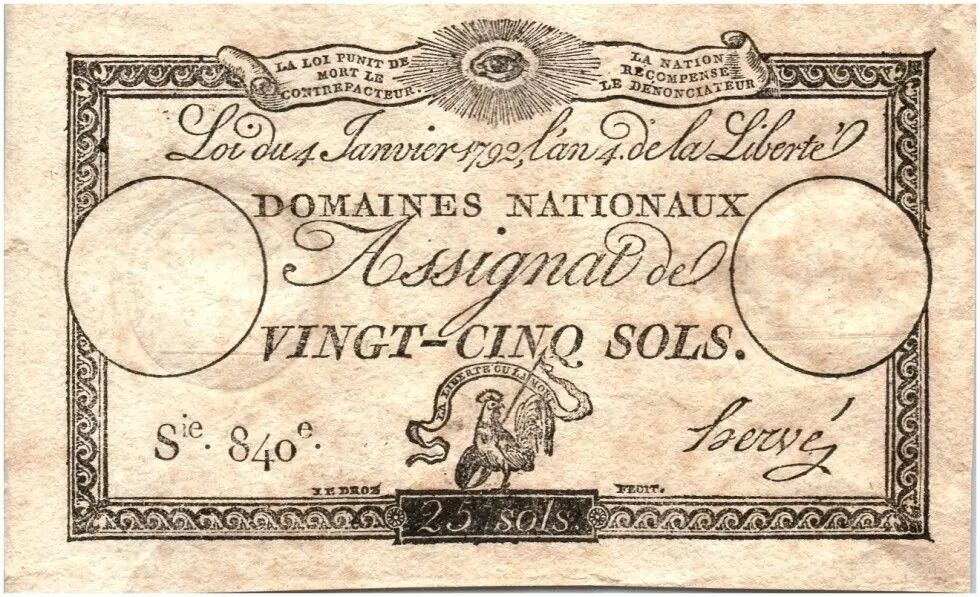 LA LOI PUNIT DE
MORT LE
CONTREFACTEUR.
LA NATION
RECOMPENSE
LE DENONCIATEUR
Loi du 4 Janvier 1792, l'an 4. de la Liberté
DOMAINES NATIONAUX
Assignat de
VINGT-CINQ SOLS.
LA LIBERTE OU LA MORT
Sie. 840e.
hervé
GEDROZ
FECIT.
25 sols.